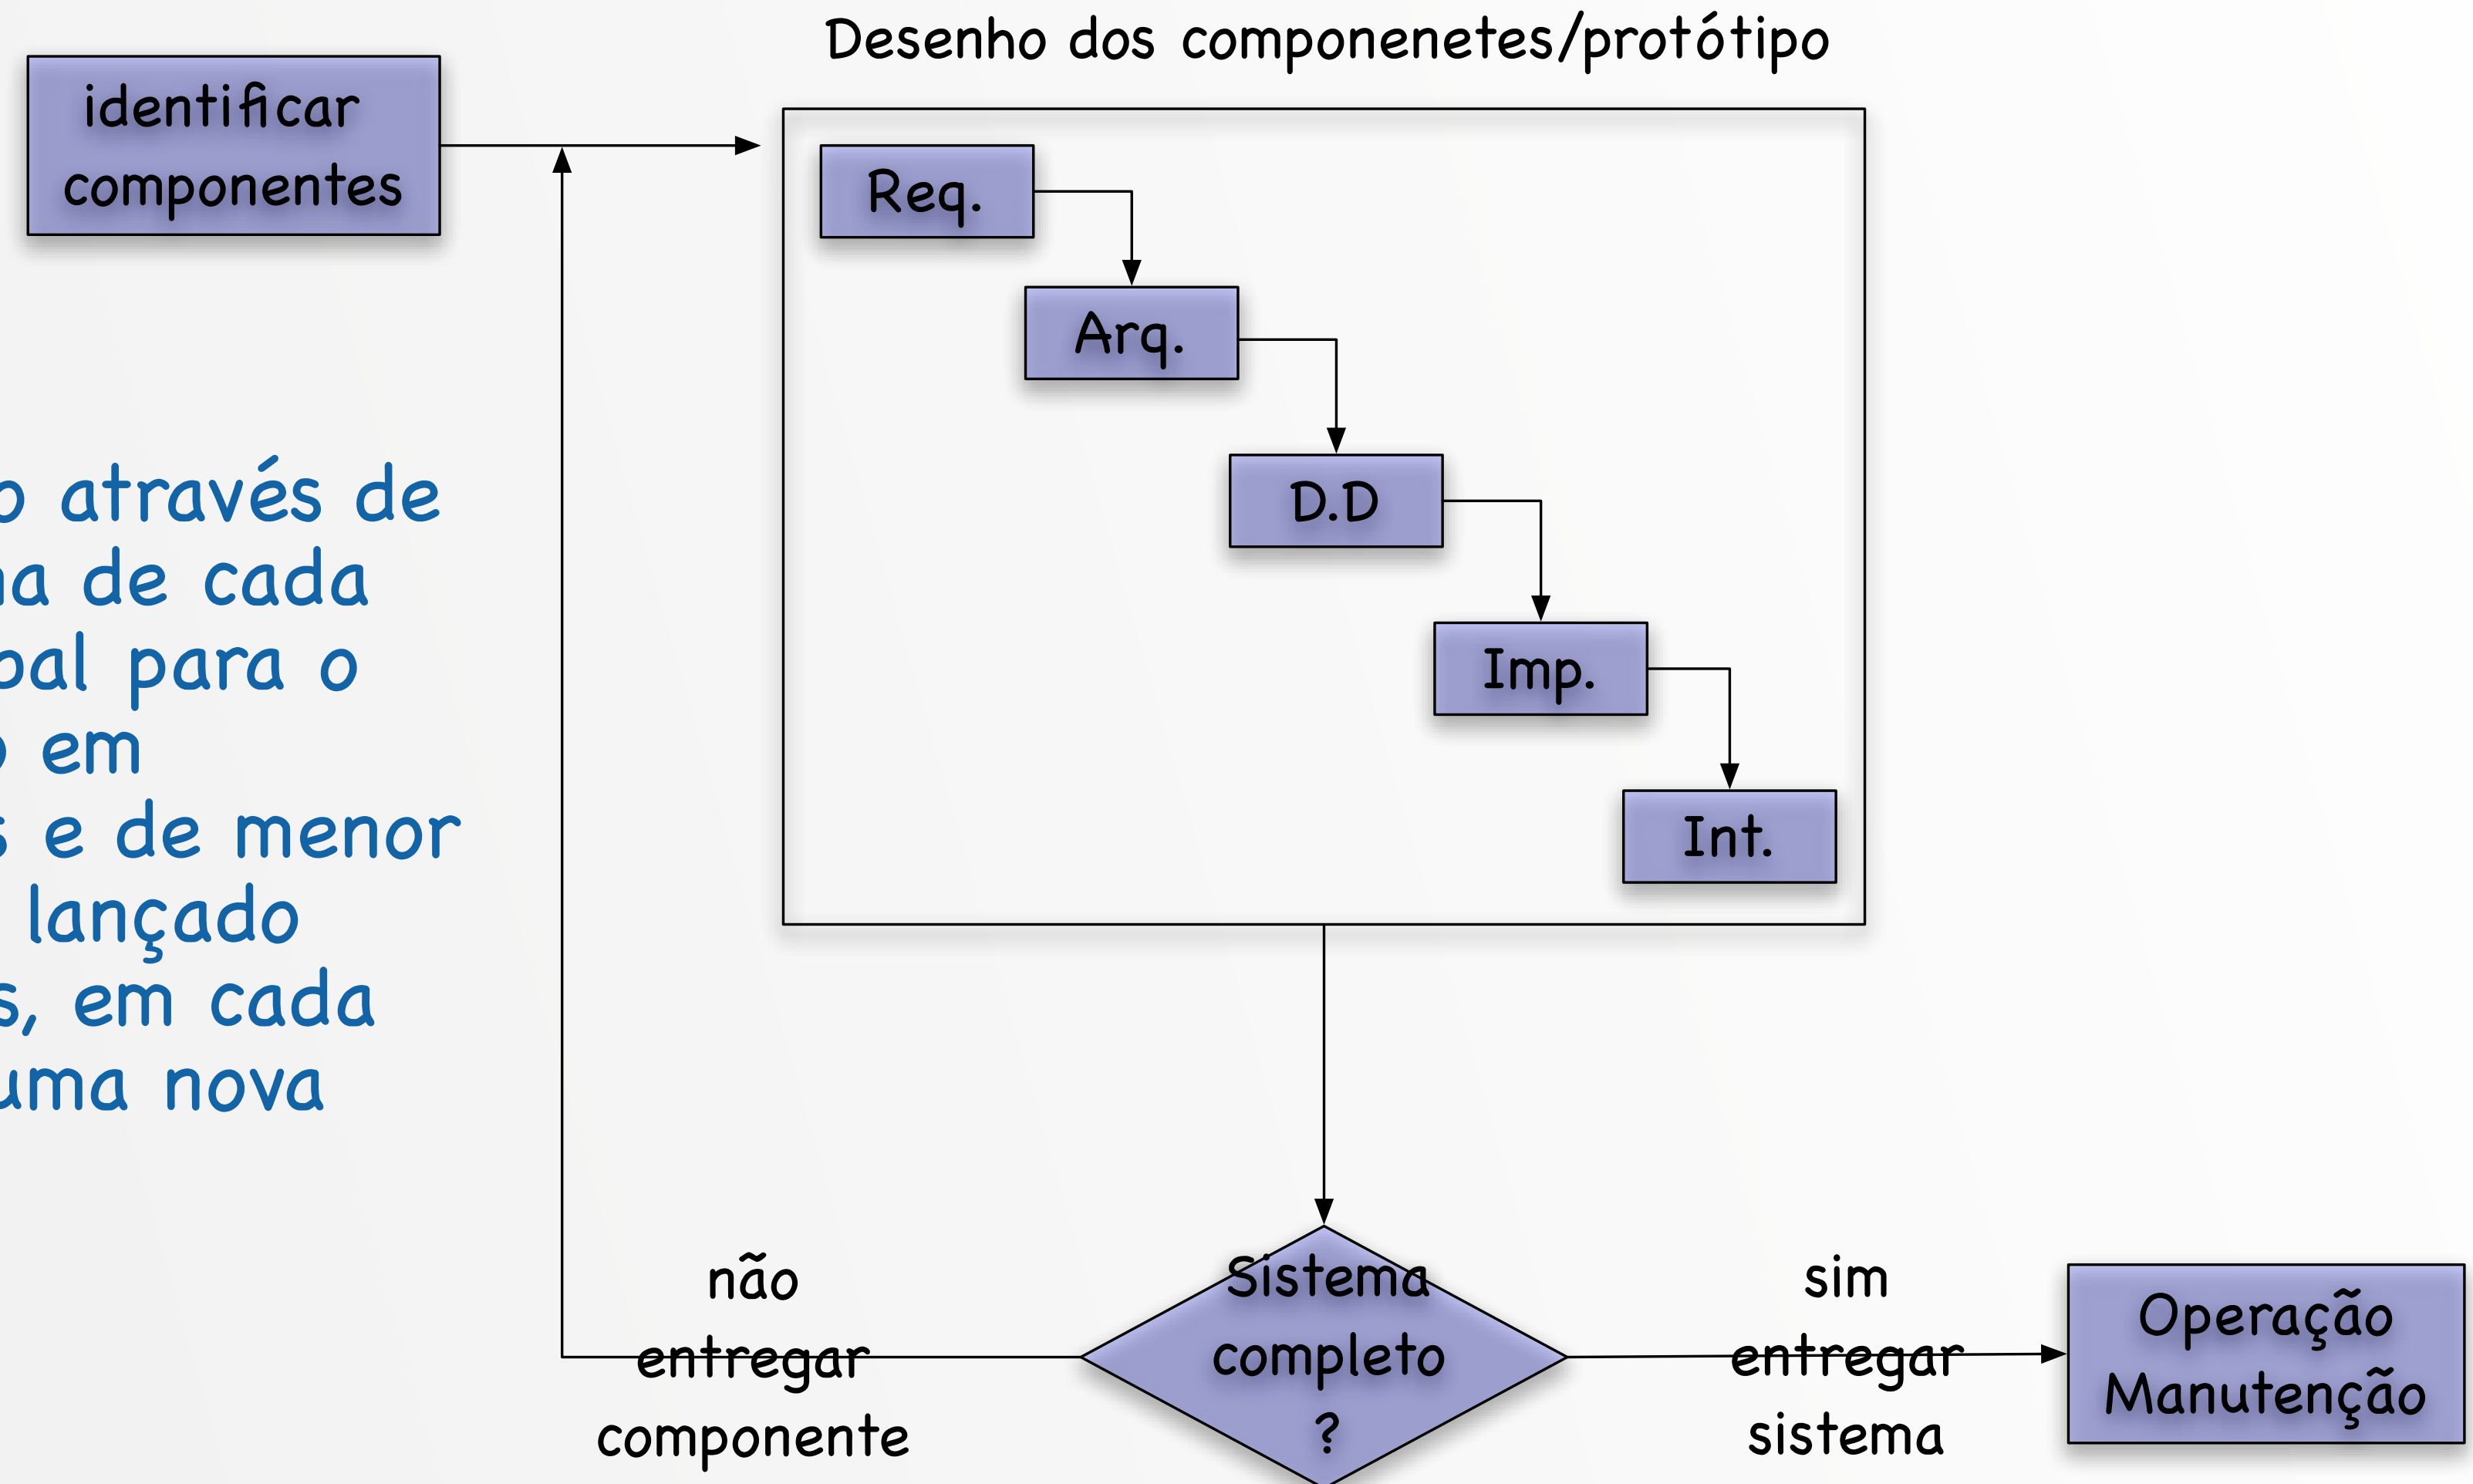 Desenho dos componenetes/protótipo
identificar
componentes
Req.
Arq.
D.D
Imp.
Int.
através de
de cada
para o
em
e de menor
lançado
em cada
nova
não
entregar
componente
Sistema
completo
?
sim
entregar
sistema
Operação
Manutenção